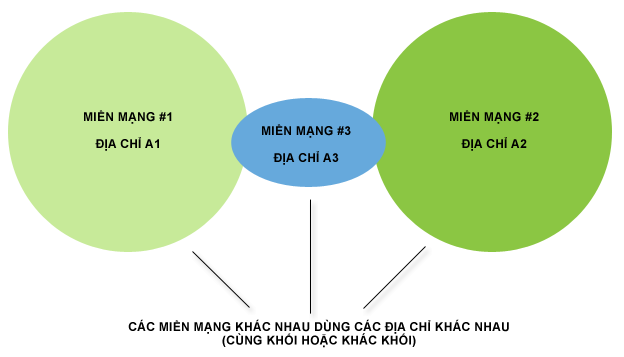 MIỀN MẠNG #1
ĐỊA CHỈ A1
MIỀN MẠNG #3
ĐỊA CHỈ A3
MIỀN MẠNG #2
ĐỊA CHỈ A2
CÁC MIỀN MẠNG KHÁC NHAU DÙNG CÁC ĐỊA CHỈ KHÁC NHAU
(CÙNG KHỐI HOẶC KHÁC KHỐI)